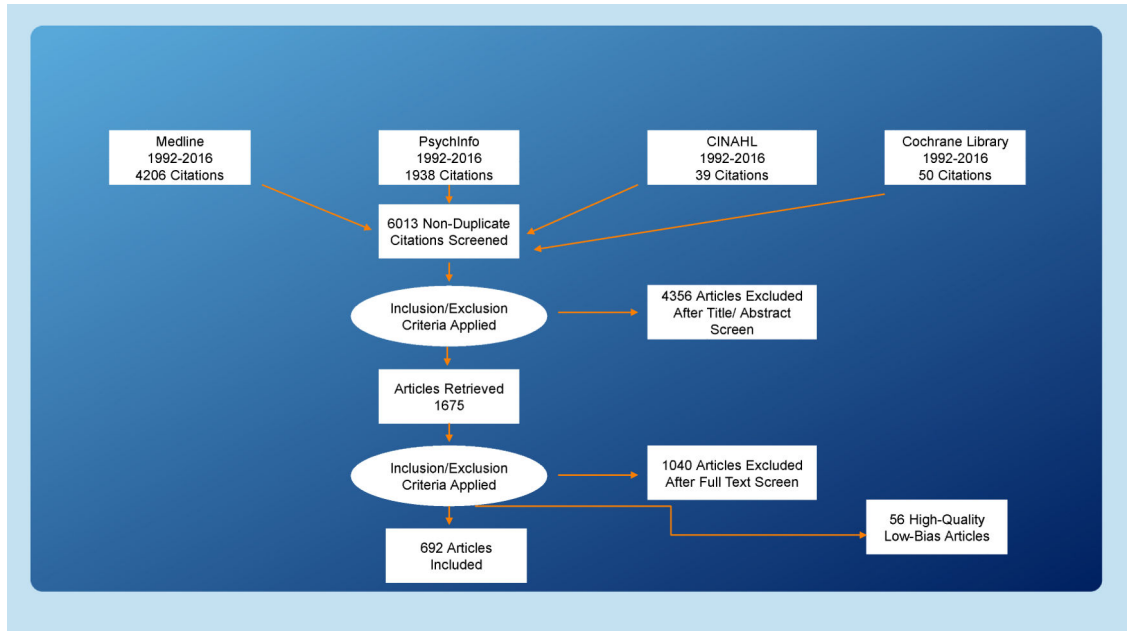 Medline
1992-2016
4206 Citations
PsychInfo
1992-2016
1938 Citations
CINAHL
1992-2016
39 Citations
Cochrane Library
1992-2016
50 Citations
6013 Non-Duplicate
Citations Screened
Inclusion/Exclusion
Criteria Applied
4356 Articles Excluded
After Title/ Abstract
Screen
Articles Retrieved
1675
Inclusion/Exclusion
Criteria Applied
1040 Articles Excluded
After Full Text Screen
56 High-Quality
Low-Bias Articles
692 Articles
Included